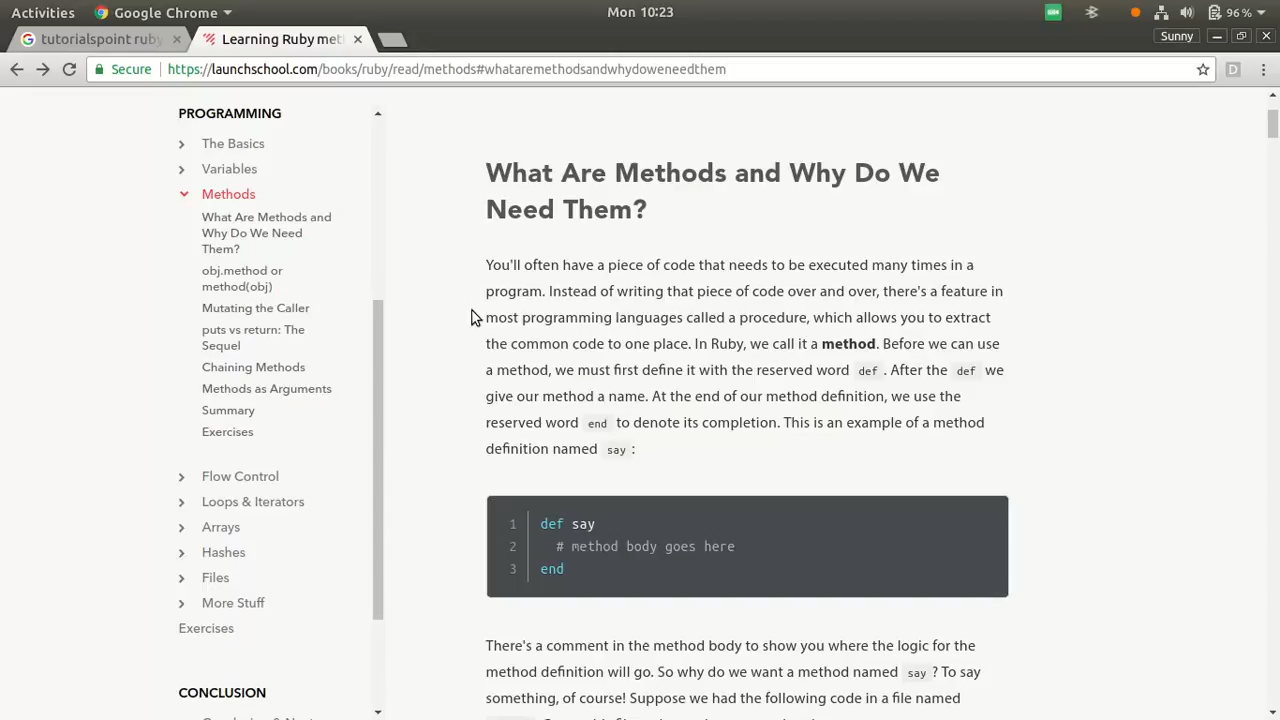 Activities
Google Chrome
Mon 10:23
96 %
tutorialspoint ruby
Learning Ruby met
Sunny
Secure
https://launchschool.com/books/ruby/read/methods#whataremethodsandwhydoweneedthem
D
PROGRAMMING
The Basics
Variables
Methods
What Are Methods and
Why Do We Need
Them?
obj.method or
method(obj)
Mutating the Caller
puts vs return: The
Sequel
Chaining Methods
Methods as Arguments
Summary
Exercises
Flow Control
Loops & Iterators
Arrays
Hashes
Files
More Stuff
Exercises
CONCLUSION
What Are Methods and Why Do We
Need Them?
You'll often have a piece of code that needs to be executed many times in a
program. Instead of writing that piece of code over and over, there's a feature in
most programming languages called a procedure, which allows you to extract
the common code to one place. In Ruby, we call it a method. Before we can use
a method, we must first define it with the reserved word def. After the def we
give our method a name. At the end of our method definition, we use the
reserved word end to denote its completion. This is an example of a method
definition named say:
1 def say
2 # method body goes here
3 end
There's a comment in the method body to show you where the logic for the
method definition will go. So why do we want a method named say? To say
something, of course! Suppose we had the following code in a file named